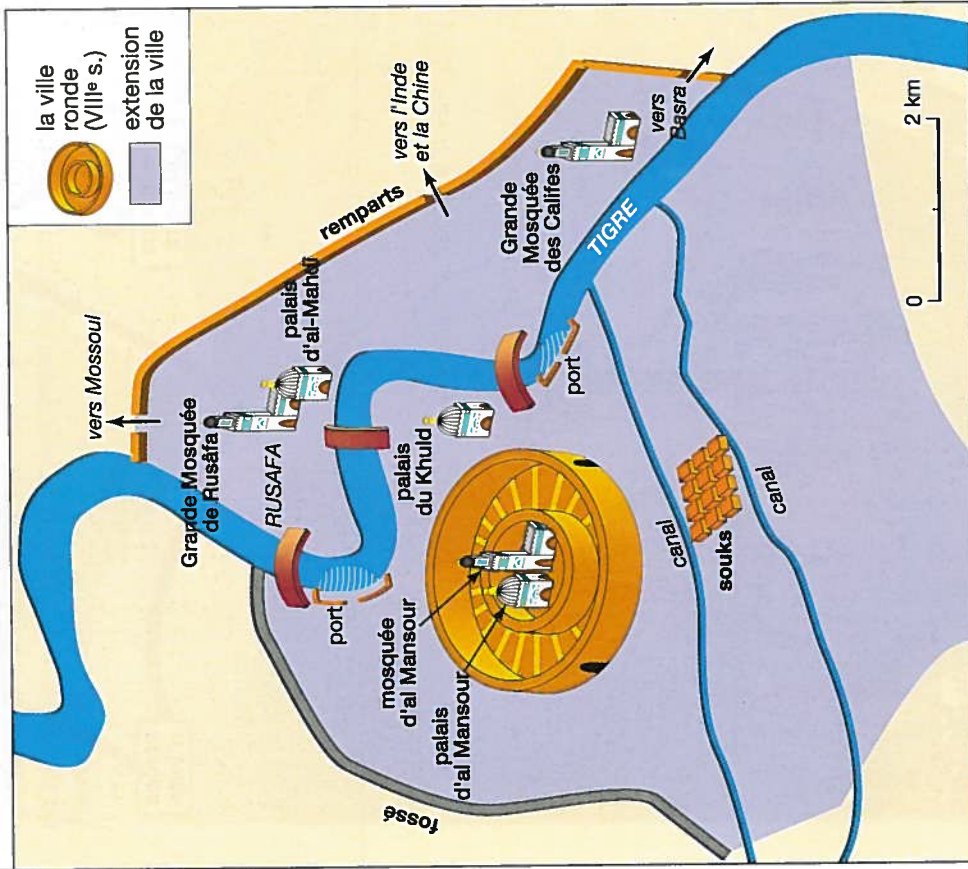 la ville
ronde
(VIIIe s.)
extension
de la ville
vers Mossoul
Grande Mosquée
de Rusâfa
RUSAFA
palais
d'al-Mahdî
remparts
vers l'Inde
et la Chine
port
palais
du Khuld
Grande
Mosquée
des Califes
vers
Basra
TIGRE
port
mosquée
d'al Mansour
palais
d'al Mansour
fossé
canal
souks
canal
0 2 km